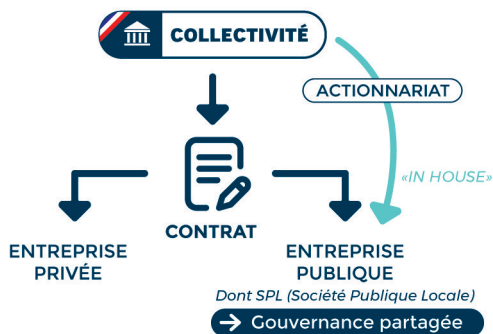 COLLECTIVITÉ
ACTIONNARIAT
«IN HOUSE»
CONTRAT
ENTREPRISE
PRIVÉE
ENTREPRISE
PUBLIQUE
Dont SPL (Société Publique Locale)
Gouvernance partagée